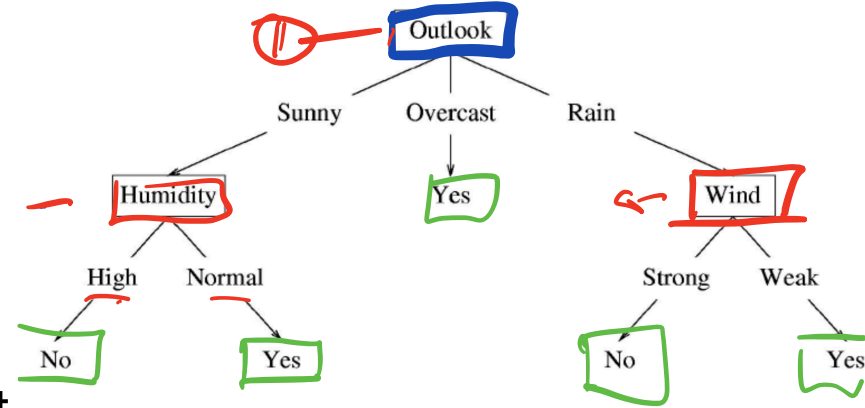 Outlook
Sunny Overcast Rain
Humidity Yes Wind
High Normal Strong Weak
No Yes No Yes